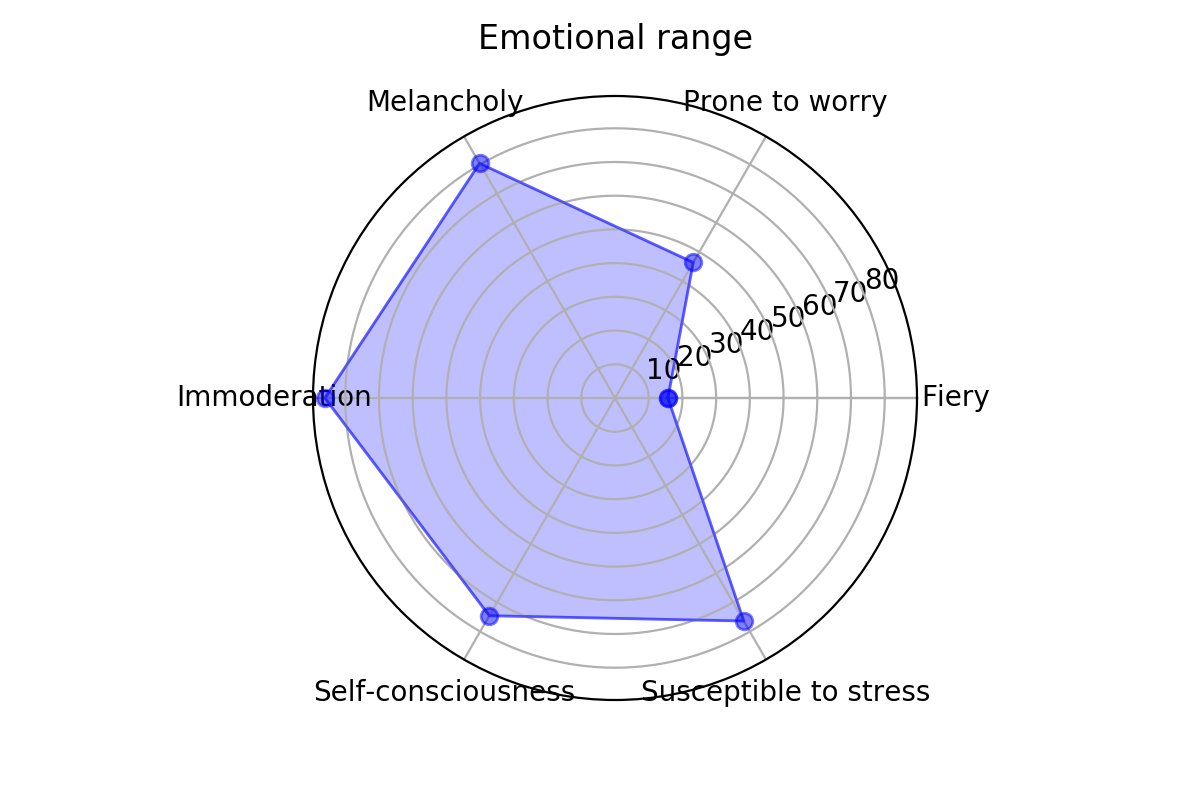 Emotional range
Melancholy
Prone to worry
80
70
60
50
40
30
20
10
Immoderation
Fiery
Self-consciousness
Susceptible to stress